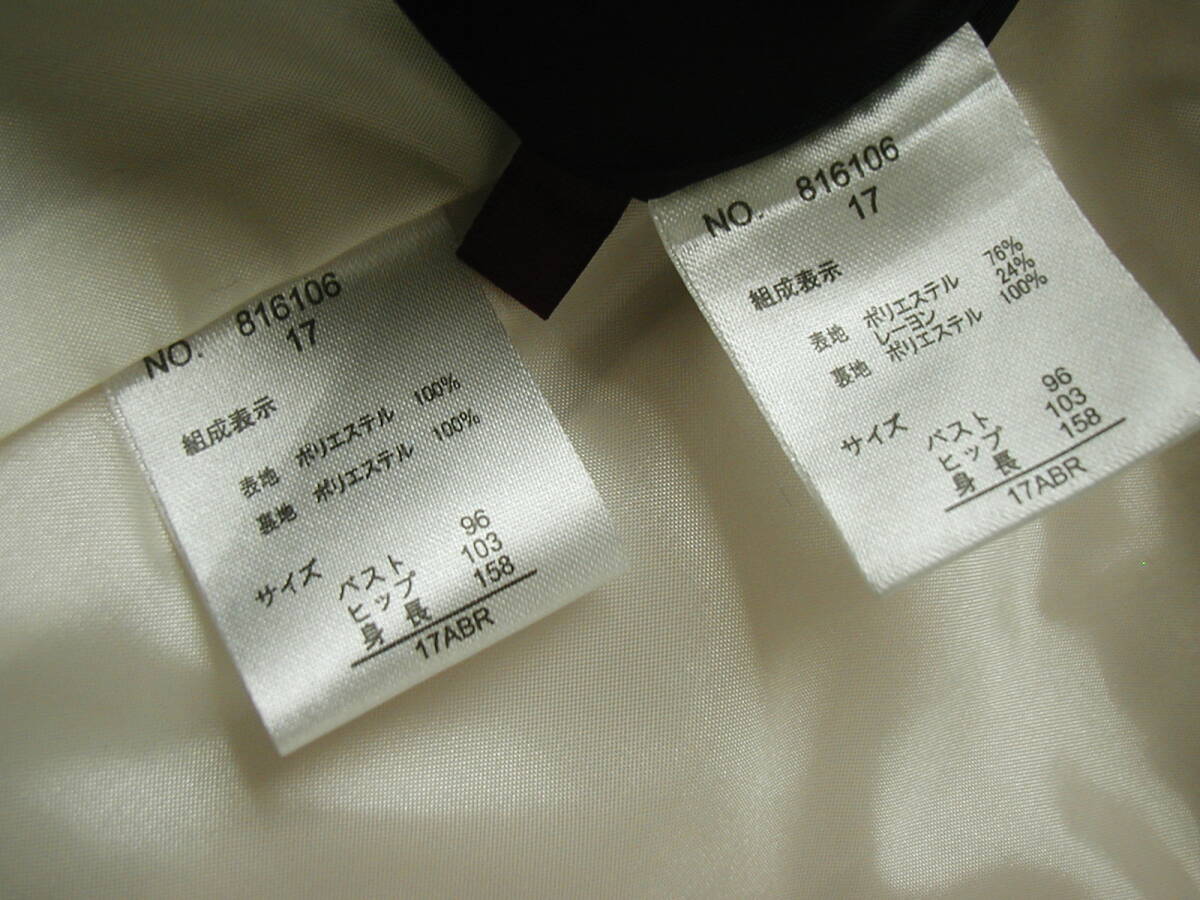 NO. 816106
17
組成表示
表地 ポリエステル 100%
裏地 ポリエステル 100%
サイズ バスト 96
ヒップ 103
身長 158
17ABR
NO. 816106
17
組成表示
表地 ポリエステル 76%
レーヨン 24%
裏地 ポリエステル 100%
サイズ バスト 96
ヒップ 103
身長 158
17ABR